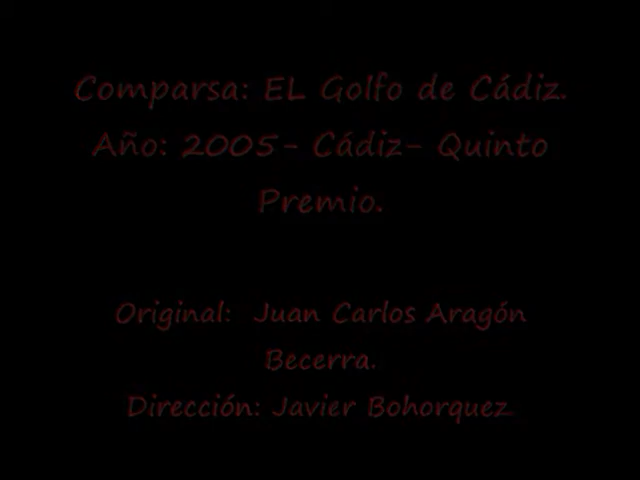 Comparsa: EL Golfo de Cádiz.
Año: 2005- Cádiz- Quinto
Premio.
Original: Juan Carlos Aragón
Becerra.
Dirección: Javier Bohorquez